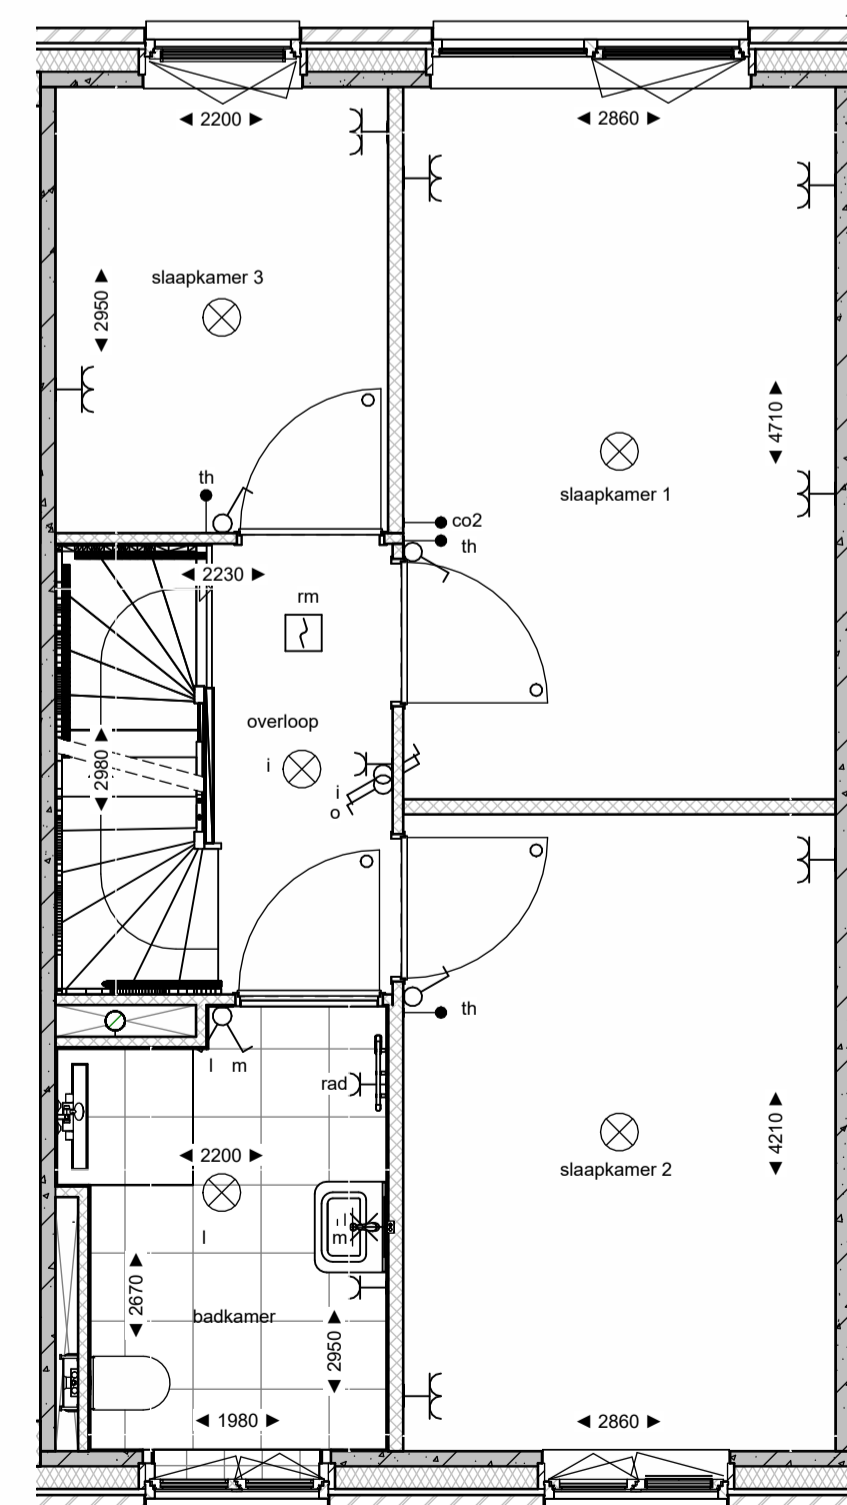 ◄ 2200 ►
◄ 2860 ►
slaapkamer 3
◄ 2950 ►
◄ 4710 ►
slaapkamer 1
th
co2
th
◄ 2230 ►
rm
overloop
i
◄ 2980 ►
i
o
th
l m
rad
◄ 2200 ►
◄ 4210 ►
slaapkamer 2
l
l
m
◄ 2670 ►
badkamer
◄ 2950 ►
◄ 1980 ►
◄ 2860 ►